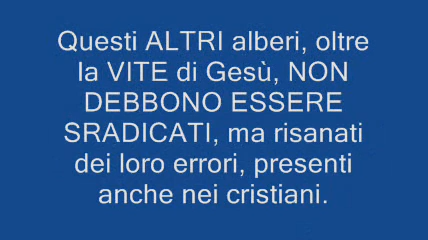 Questi ALTRI alberi, oltre
la VITE di Gesù, NON
DEBBONO ESSERE
SRADICATI, ma risanati
dei loro errori, presenti
anche nei cristiani.